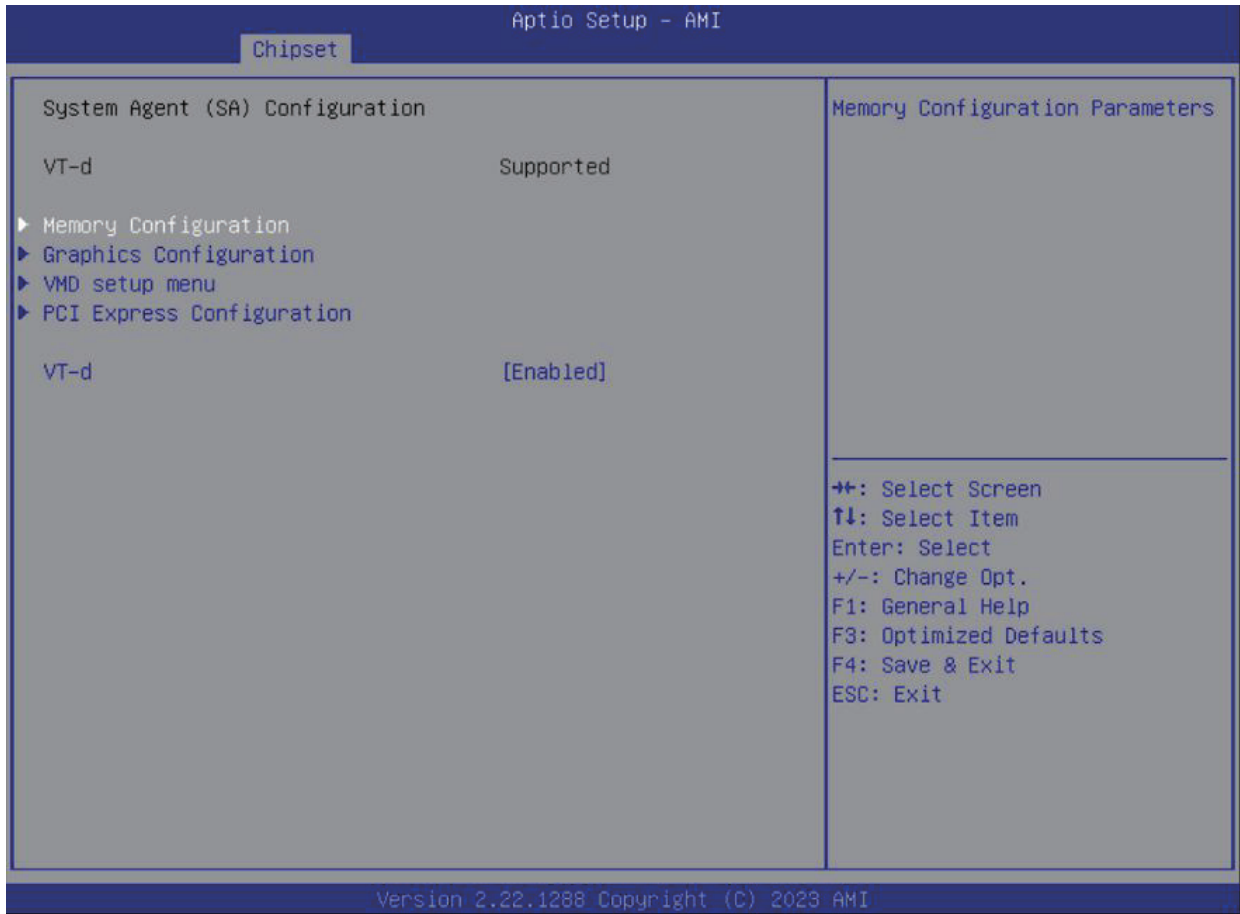 Aptio Setup - AMI
Chipset
System Agent (SA) Configuration
VT-d Supported
Memory Configuration
Graphics Configuration
VMD setup menu
PCI Express Configuration
VT-d [Enabled]
Memory Configuration Parameters
→←: Select Screen
↑↓: Select Item
Enter: Select
+/-: Change Opt.
F1: General Help
F3: Optimized Defaults
F4: Save & Exit
ESC: Exit
Version 2.22.1288 Copyright (C) 2023 AMI